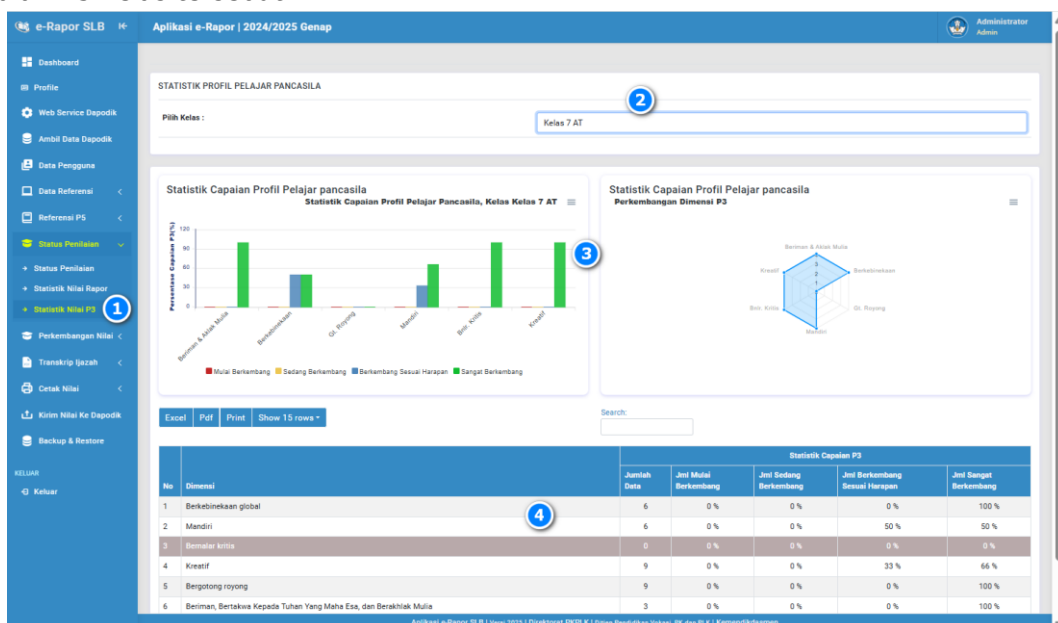 e-Rapor SLB
Aplikasi e-Rapor | 2024/2025 Genap
Administrator
Admin
Dashboard
Profile
Web Service Dapodik
Ambil Data Dapodik
Data Pengguna
Data Referensi
Referensi P5
Status Penilaian
Status Penilaian
Statistik Nilai Rapor
Statistik Nilai P3
1
Perkembangan Nilai
Transkrip Ijazah
Cetak Nilai
Kirim Nilai Ke Dapodik
Backup & Restore
KELUAR
Keluar
STATISTIK PROFIL PELAJAR PANCASILA
2
Pilih Kelas :
Kelas 7 AT
Statistik Capaian Profil Pelajar pancasila
Statistik Capaian Profil Pelajar Pancasila, Kelas Kelas 7 AT
Persentase Capaian P3(%)
120
90
60
30
0
Beriman & Aklak Mulia
Berkebinekaan
Gt. Royong
Mandiri
Brir. Kritis
Kreatif
Mulai Berkembang Sedang Berkembang Berkembang Sesuai Harapan Sangat Berkembang
3
Statistik Capaian Profil Pelajar pancasila
Perkembangan Dimensi P3
Beriman & Aklak Mulia
3
2
1
Kreatif
Berkebinekaan
Brir. Kritis
Gt. Royong
Mandiri
Excel Pdf Print Show 15 rows
Search:
Statistik Capaian P3
No Dimensi Jumlah Data Jml Mulai Berkembang Jml Sedang Berkembang Jml Berkembang Sesuai Harapan Jml Sangat Berkembang
1 Berkebinekaan global 6 0 % 0 % 0 % 100 %
4
2 Mandiri 6 0 % 0 % 50 % 50 %
3 Bernalar kritis 0 0 % 0 % 0 % 0 %
4 Kreatif 9 0 % 0 % 33 % 66 %
5 Bergotong royong 9 0 % 0 % 0 % 100 %
6 Beriman, Bertakwa Kepada Tuhan Yang Maha Esa, dan Berakhlak Mulia 3 0 % 0 % 0 % 100 %